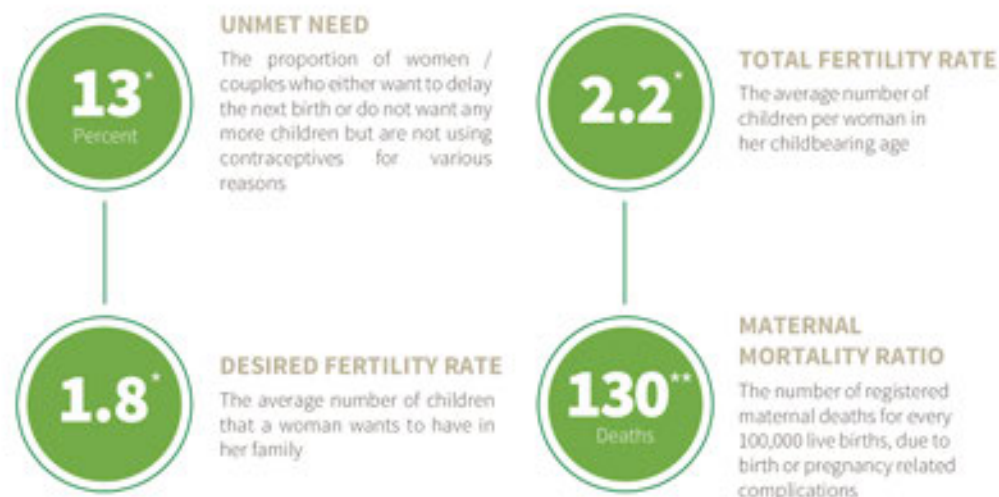 13*
Percent
UNMET NEED
The proportion of women /
couples who either want to delay
the next birth or do not want any
more children but are not using
contraceptives for various
reasons
2.2*
TOTAL FERTILITY RATE
The average number of
children per woman in
her childbearing age
1.8*
DESIRED FERTILITY RATE
The average number of children
that a woman wants to have in
her family
130**
Deaths
MATERNAL
MORTALITY RATIO
The number of registered
maternal deaths for every
100,000 live births, due to
birth or pregnancy related
complications